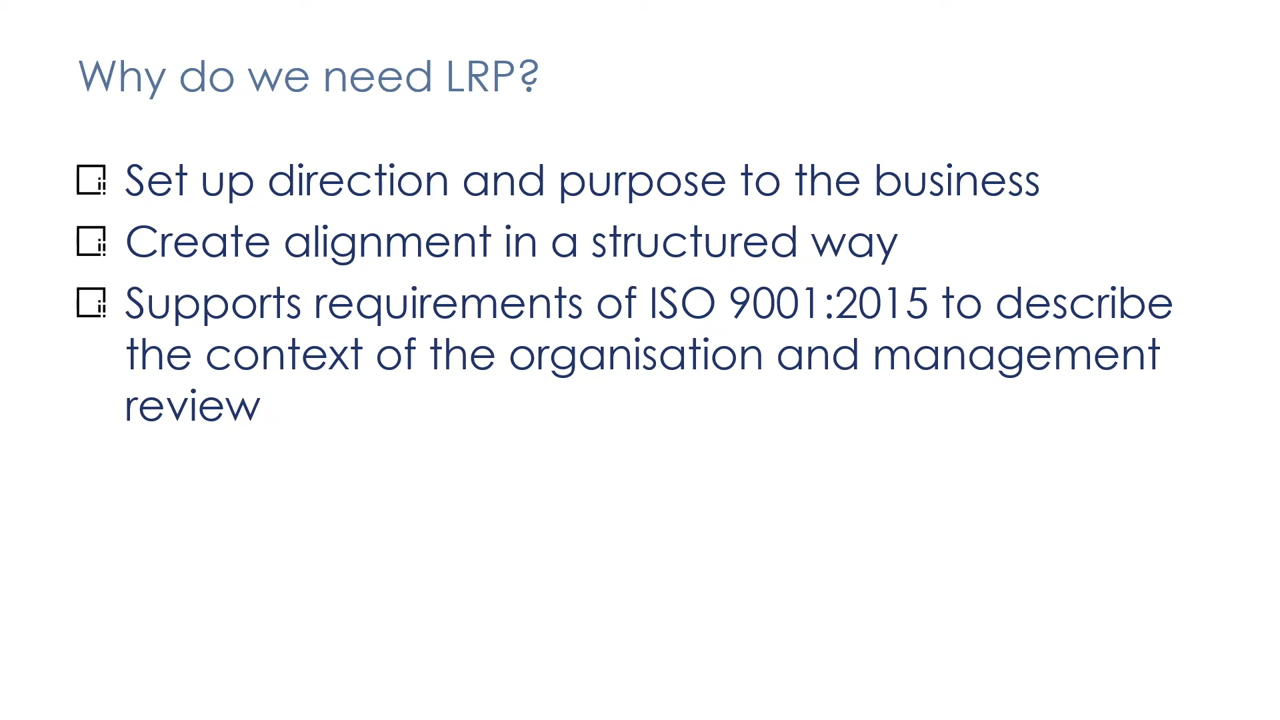 Why do we need LRP?
Set up direction and purpose to the business
Create alignment in a structured way
Supports requirements of ISO 9001:2015 to describe
the context of the organisation and management
review